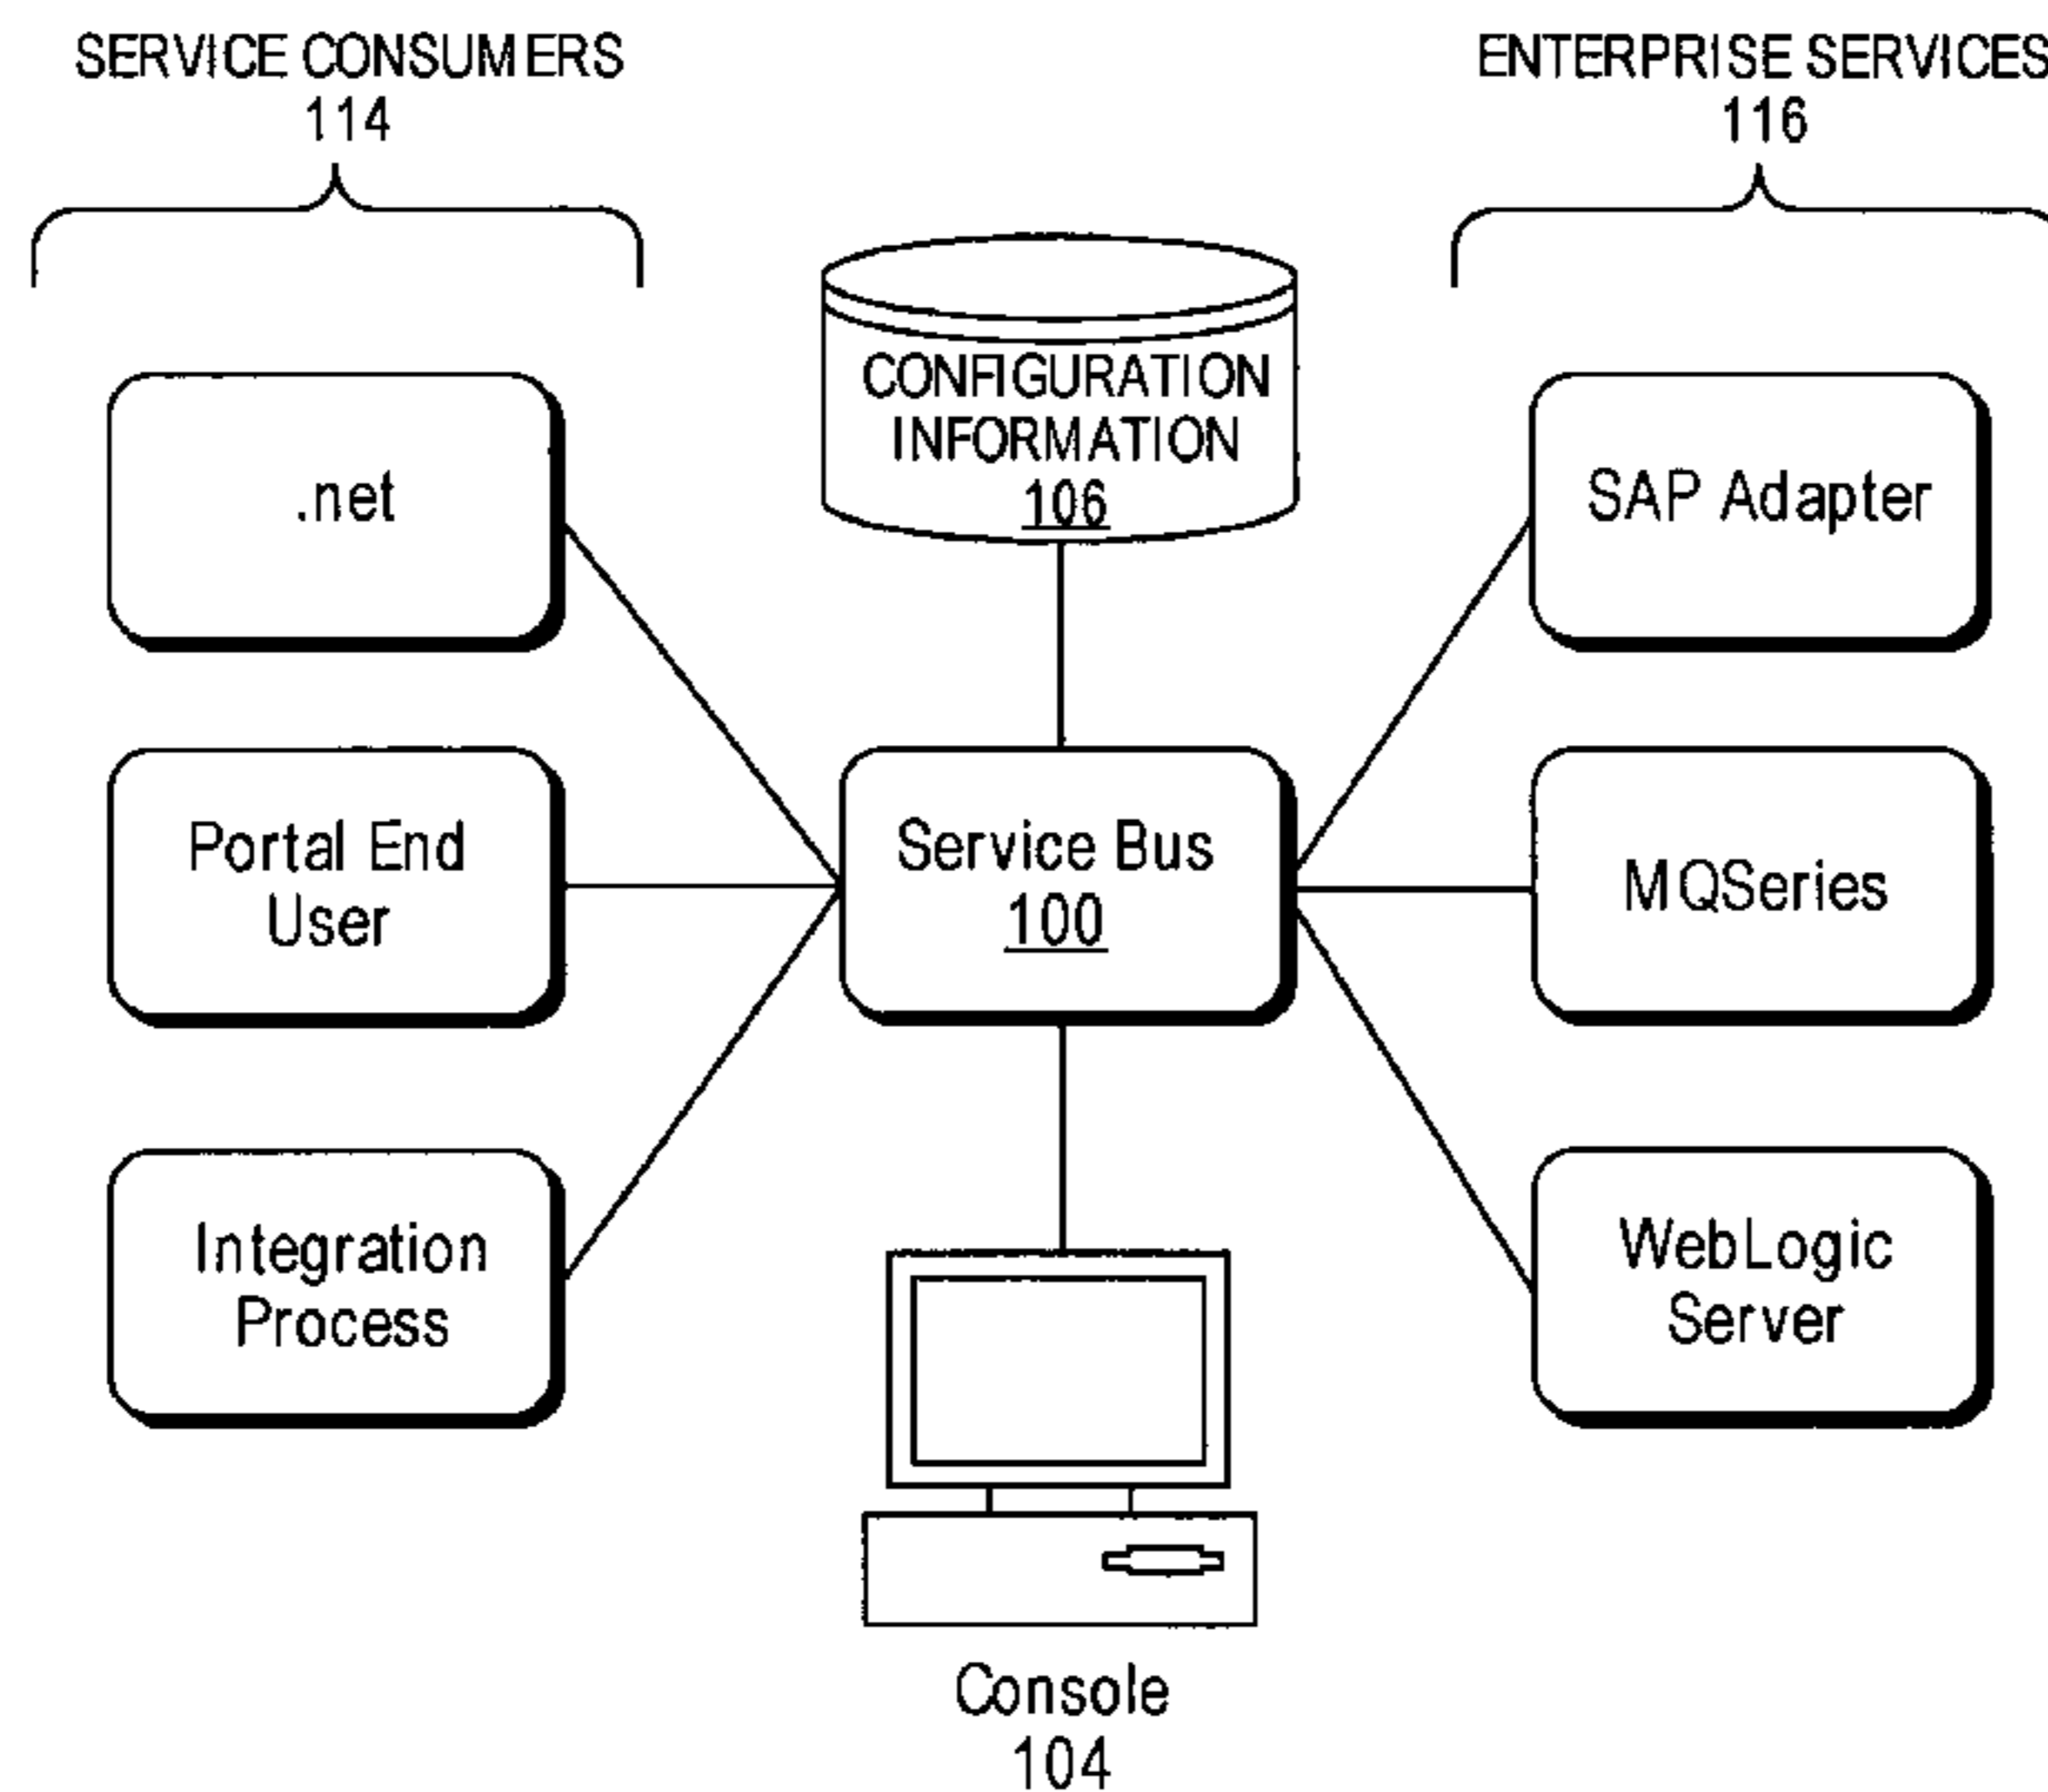 SERVICE CONSUMERS
114
ENTERPRISE SERVICES
116
CONFIGURATION
INFORMATION
106
.net
SAP Adapter
Portal End
User
Service Bus
100
MQSeries
Integration
Process
WebLogic
Server
Console
104